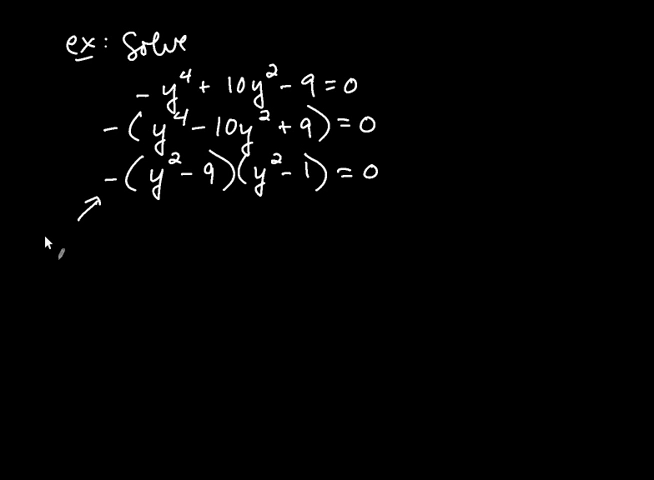 ex: Solve
-y⁴ + 10y² - 9 = 0
-(y⁴ - 10y² + 9) = 0
-(y² - 9)(y² - 1) = 0